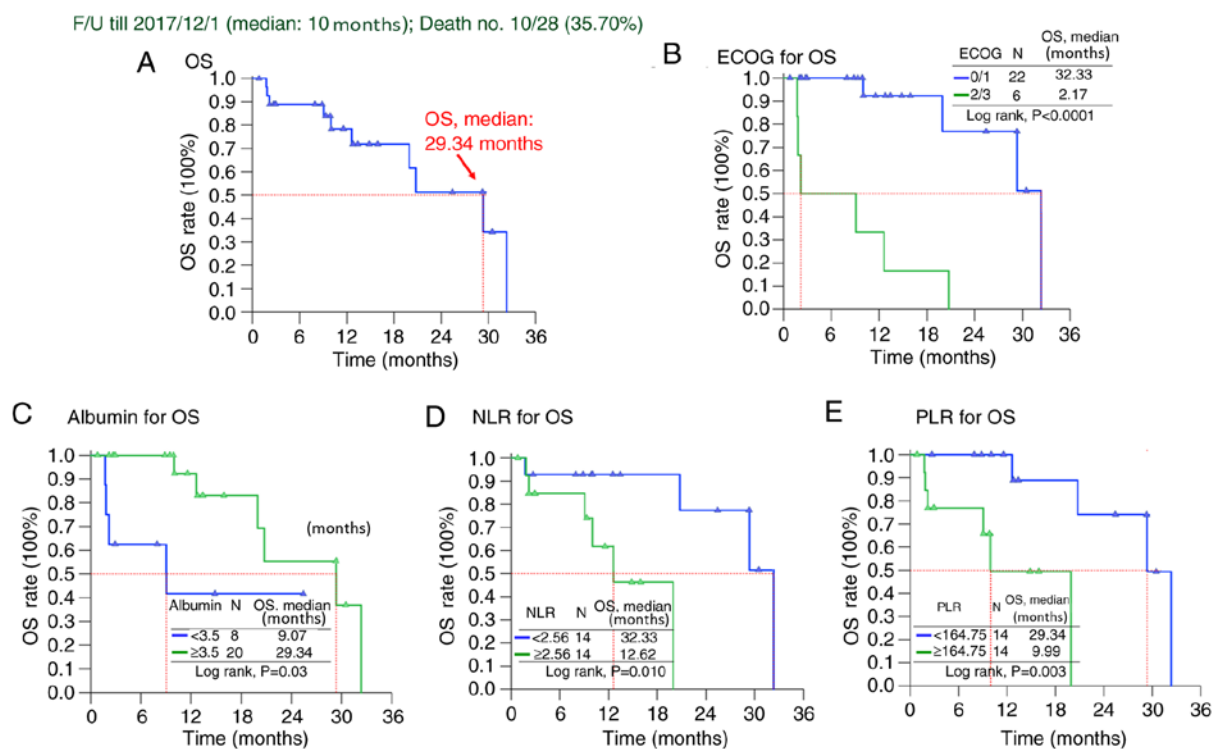 F/U till 2017/12/1 (median: 10 months); Death no. 10/28 (35.70%)
A OS
OS rate (100%)
1.0
0.9
0.8
0.7
0.6
0.5
0.4
0.3
0.2
0.1
0.0
OS, median:
29.34 months
0 6 12 18 24 30 36
Time (months)
B ECOG for OS
OS rate (100%)
1.0
0.9
0.8
0.7
0.6
0.5
0.4
0.3
0.2
0.1
0.0
ECOG N OS, median (months)
0/1 22 32.33
2/3 6 2.17
Log rank, P<0.0001
0 6 12 18 24 30 36
Time (months)
C Albumin for OS
OS rate (100%)
1.0
0.9
0.8
0.7
0.6
0.5
0.4
0.3
0.2
0.1
0.0
(months)
Albumin N OS. median (months)
<3.5 8 9.07
≥3.5 20 29.34
Log rank, P=0.03
0 6 12 18 24 30 36
Time (months)
D NLR for OS
OS rate (100%)
1.0
0.9
0.8
0.7
0.6
0.5
0.4
0.3
0.2
0.1
0.0
NLR N OS, median (months)
<2.56 14 32.33
≥2.56 14 12.62
Log rank, P=0.010
0 6 12 18 24 30 36
Time (months)
E PLR for OS
OS rate (100%)
1.0
0.9
0.8
0.7
0.6
0.5
0.4
0.3
0.2
0.1
0.0
PLR N OS, median (months)
<164.75 14 29.34
≥164.75 14 9.99
Log rank, P=0.003
0 6 12 18 24 30 36
Time (months)